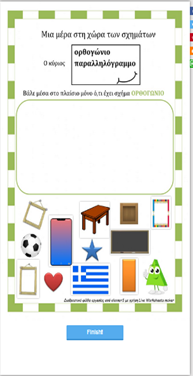 Μια μέρα στη χώρα των σχημάτων
Ο κύριος
ορθογώνιο
παραλληλόγραμμο
Βάλε μέσα στο πλαίσιο μόνο ό,τι έχει σχήμα ΟΡΘΟΓΩΝΙΟ
Finish!!